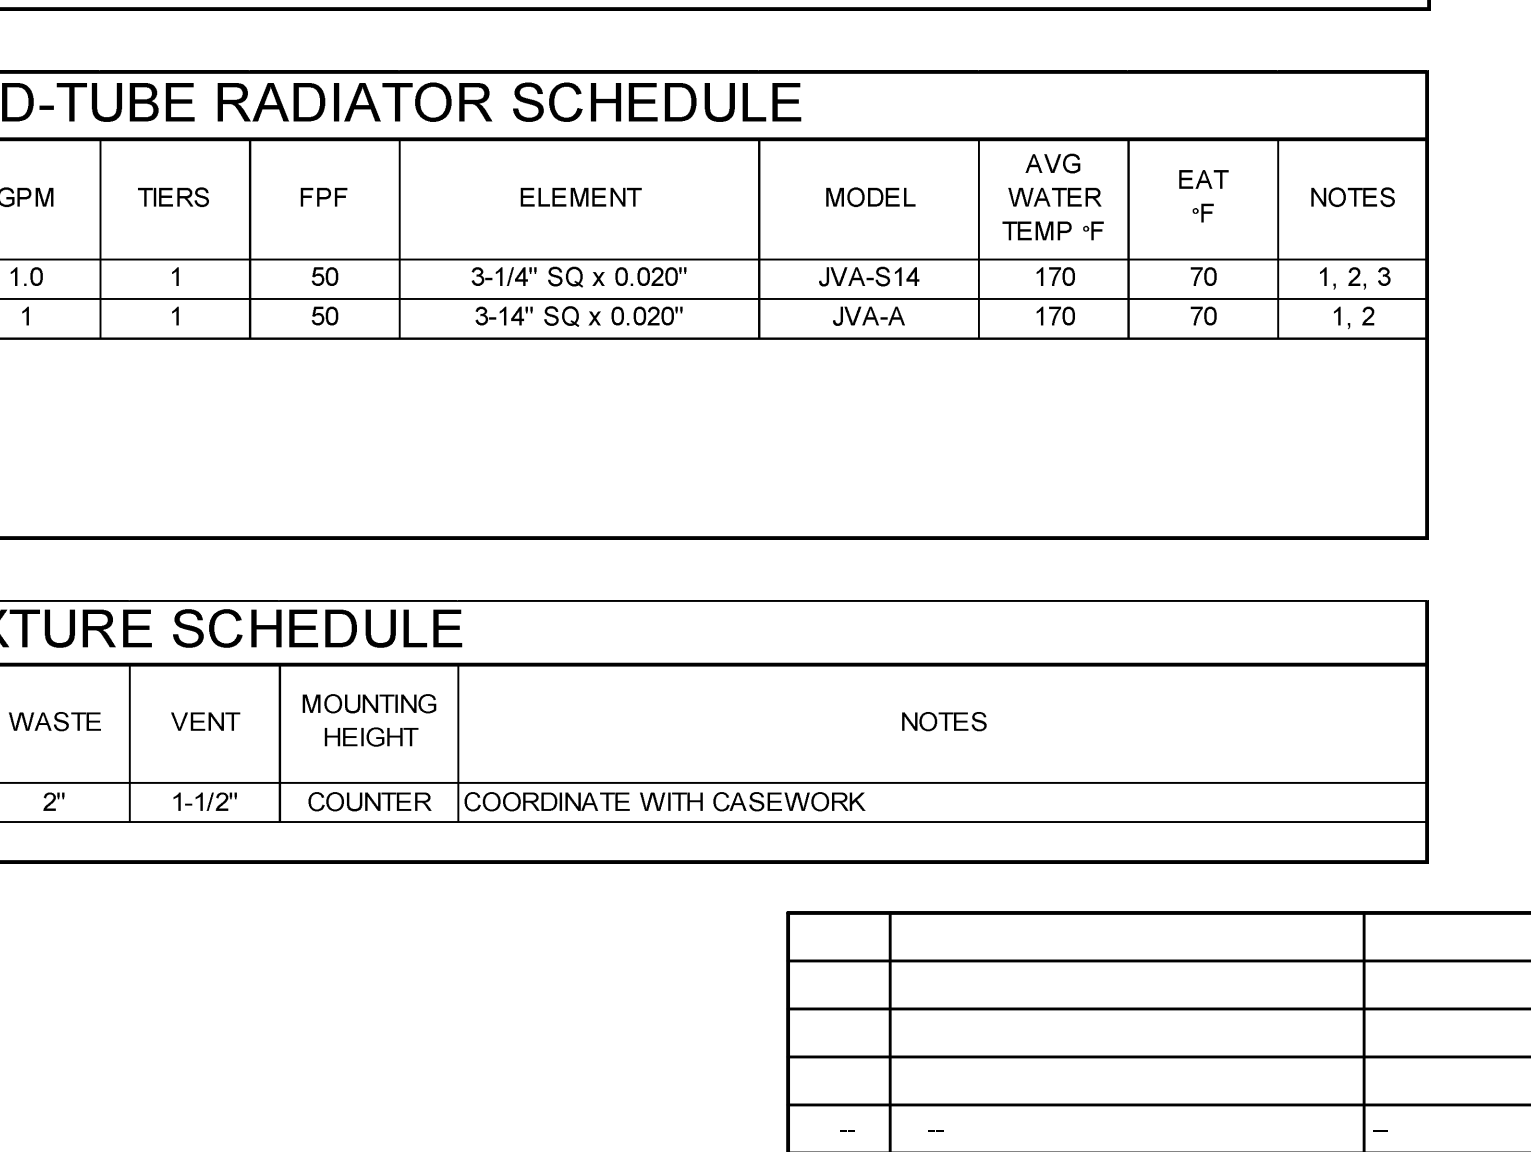 D-TUBE RADIATOR SCHEDULE
GPM TIERS FPF ELEMENT MODEL AVG WATER TEMP °F EAT °F NOTES
1.0 1 50 3-1/4" SQ x 0.020" JVA-S14 170 70 1, 2, 3
1 1 50 3-14" SQ x 0.020" JVA-A 170 70 1, 2
XTURE SCHEDULE
WASTE VENT MOUNTING HEIGHT NOTES
2" 1-1/2" COUNTER COORDINATE WITH CASEWORK
-- -- –